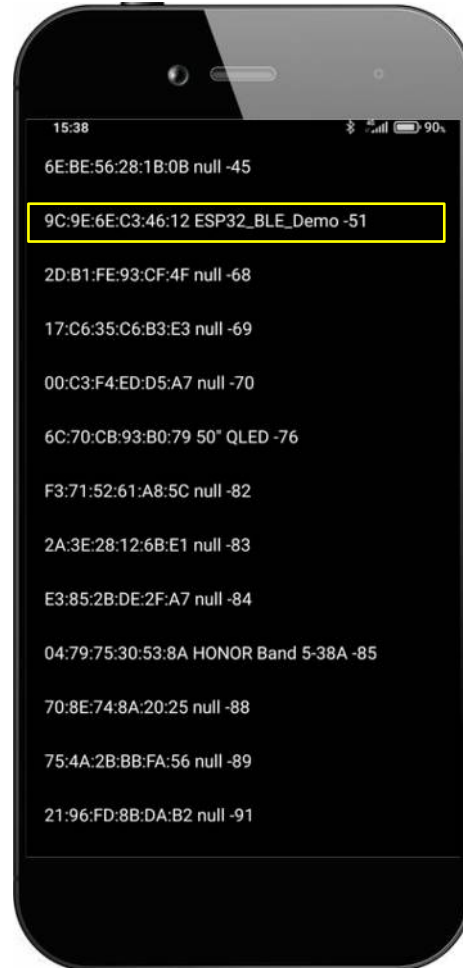 15:38 4G 90%
6E:BE:56:28:1B:0B null -45
9C:9E:6E:C3:46:12 ESP32_BLE_Demo -51
2D:B1:FE:93:CF:4F null -68
17:C6:35:C6:B3:E3 null -69
00:C3:F4:ED:D5:A7 null -70
6C:70:CB:93:B0:79 50" QLED -76
F3:71:52:61:A8:5C null -82
2A:3E:28:12:6B:E1 null -83
E3:85:2B:DE:2F:A7 null -84
04:79:75:30:53:8A HONOR Band 5-38A -85
70:8E:74:8A:20:25 null -88
75:4A:2B:BB:FA:56 null -89
21:96:FD:8B:DA:B2 null -91